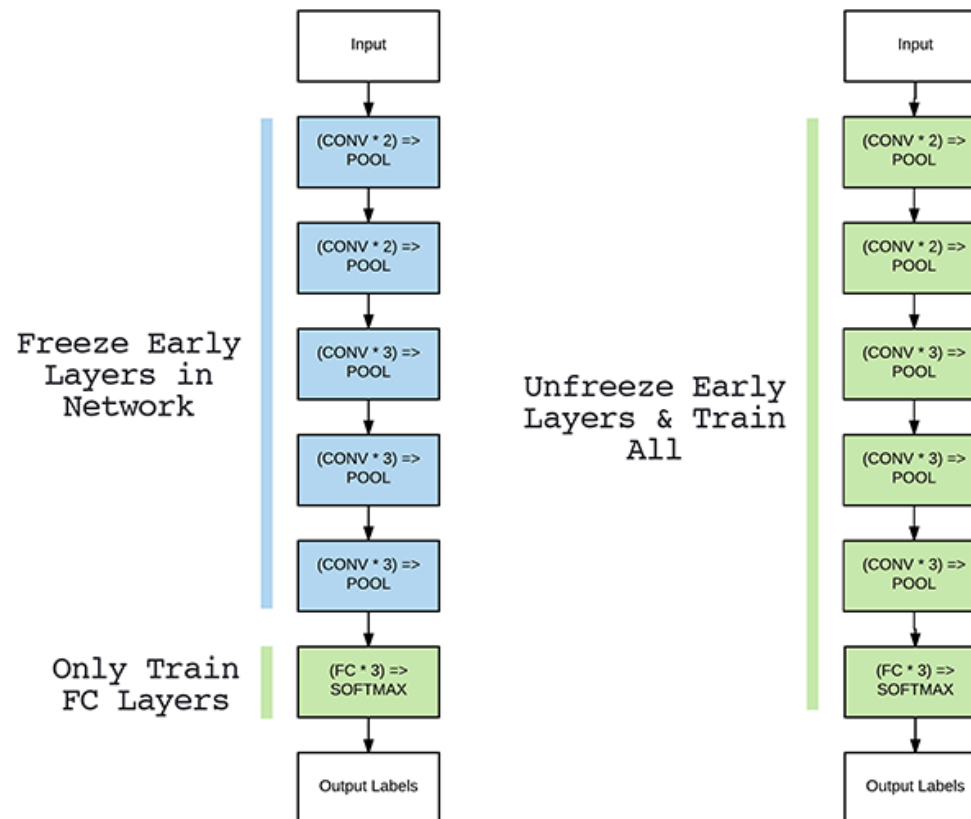 Input
(CONV * 2) =>
POOL
(CONV * 2) =>
POOL
(CONV * 3) =>
POOL
(CONV * 3) =>
POOL
(CONV * 3) =>
POOL
(FC * 3) =>
SOFTMAX
Output Labels
Freeze Early
Layers in
Network
Only Train
FC Layers
Input
(CONV * 2) =>
POOL
(CONV * 2) =>
POOL
(CONV * 3) =>
POOL
(CONV * 3) =>
POOL
(CONV * 3) =>
POOL
(FC * 3) =>
SOFTMAX
Output Labels
Unfreeze Early
Layers & Train
All